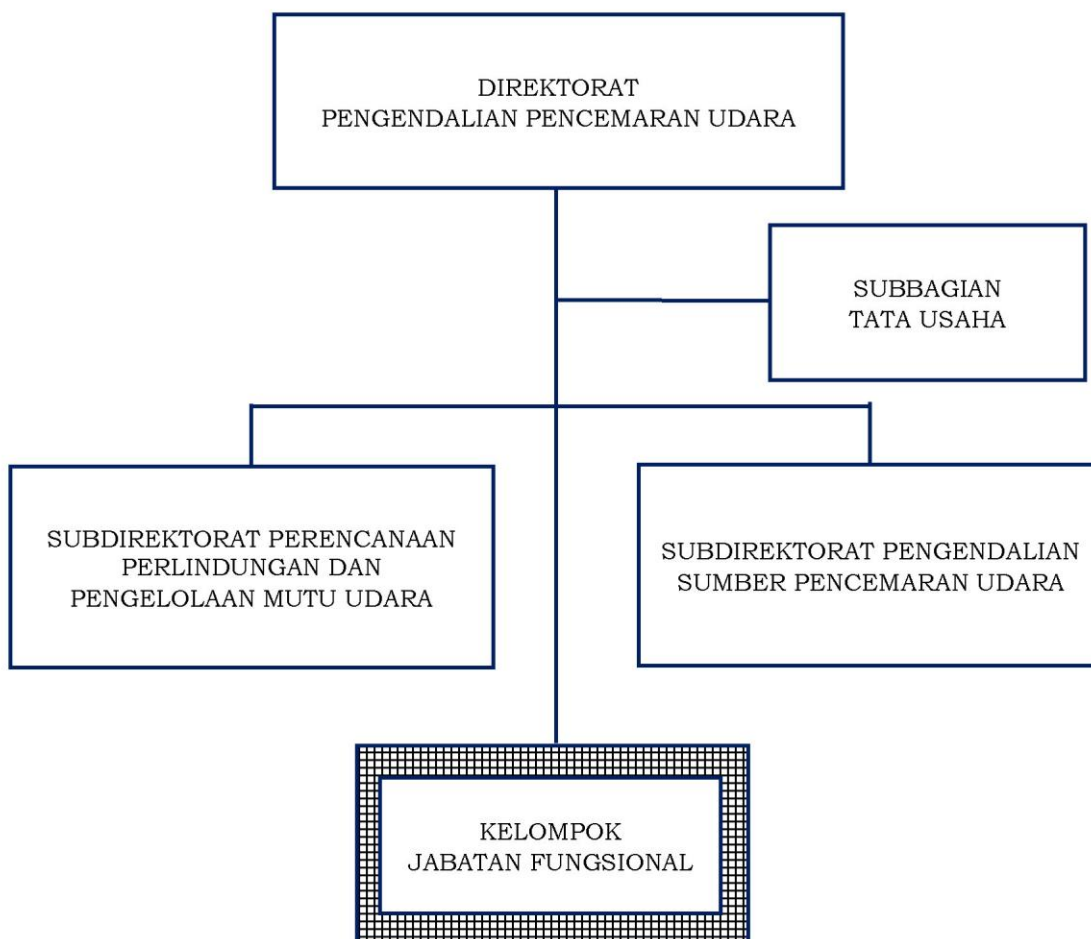 DIREKTORAT
PENGENDALIAN PENCEMARAN UDARA
SUBBAGIAN
TATA USAHA
SUBDIREKTORAT PERENCANAAN
PERLINDUNGAN DAN
PENGELOLAAN MUTU UDARA
SUBDIREKTORAT PENGENDALIAN
SUMBER PENCEMARAN UDARA
KELOMPOK
JABATAN FUNGSIONAL